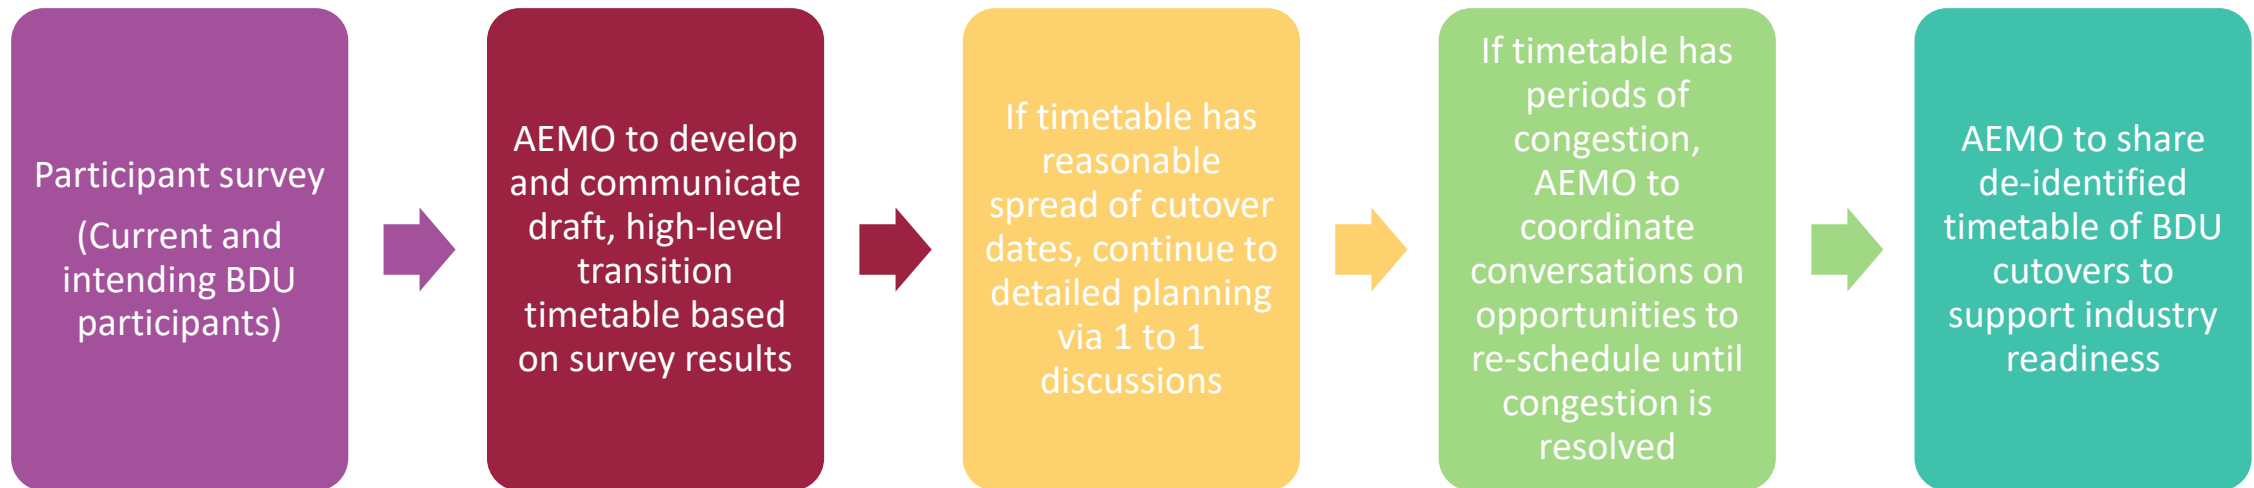 Participant survey
(Current and
intending BDU
participants)
AEMO to develop
and communicate
draft, high-level
transition
timetable based
on survey results
If timetable has
reasonable
spread of cutover
dates, continue to
detailed planning
via 1 to 1
discussions
If timetable has
periods of
congestion,
AEMO to
coordinate
conversations on
opportunities to
re-schedule until
congestion is
resolved
AEMO to share
de-identified
timetable of BDU
cutovers to
support industry
readiness